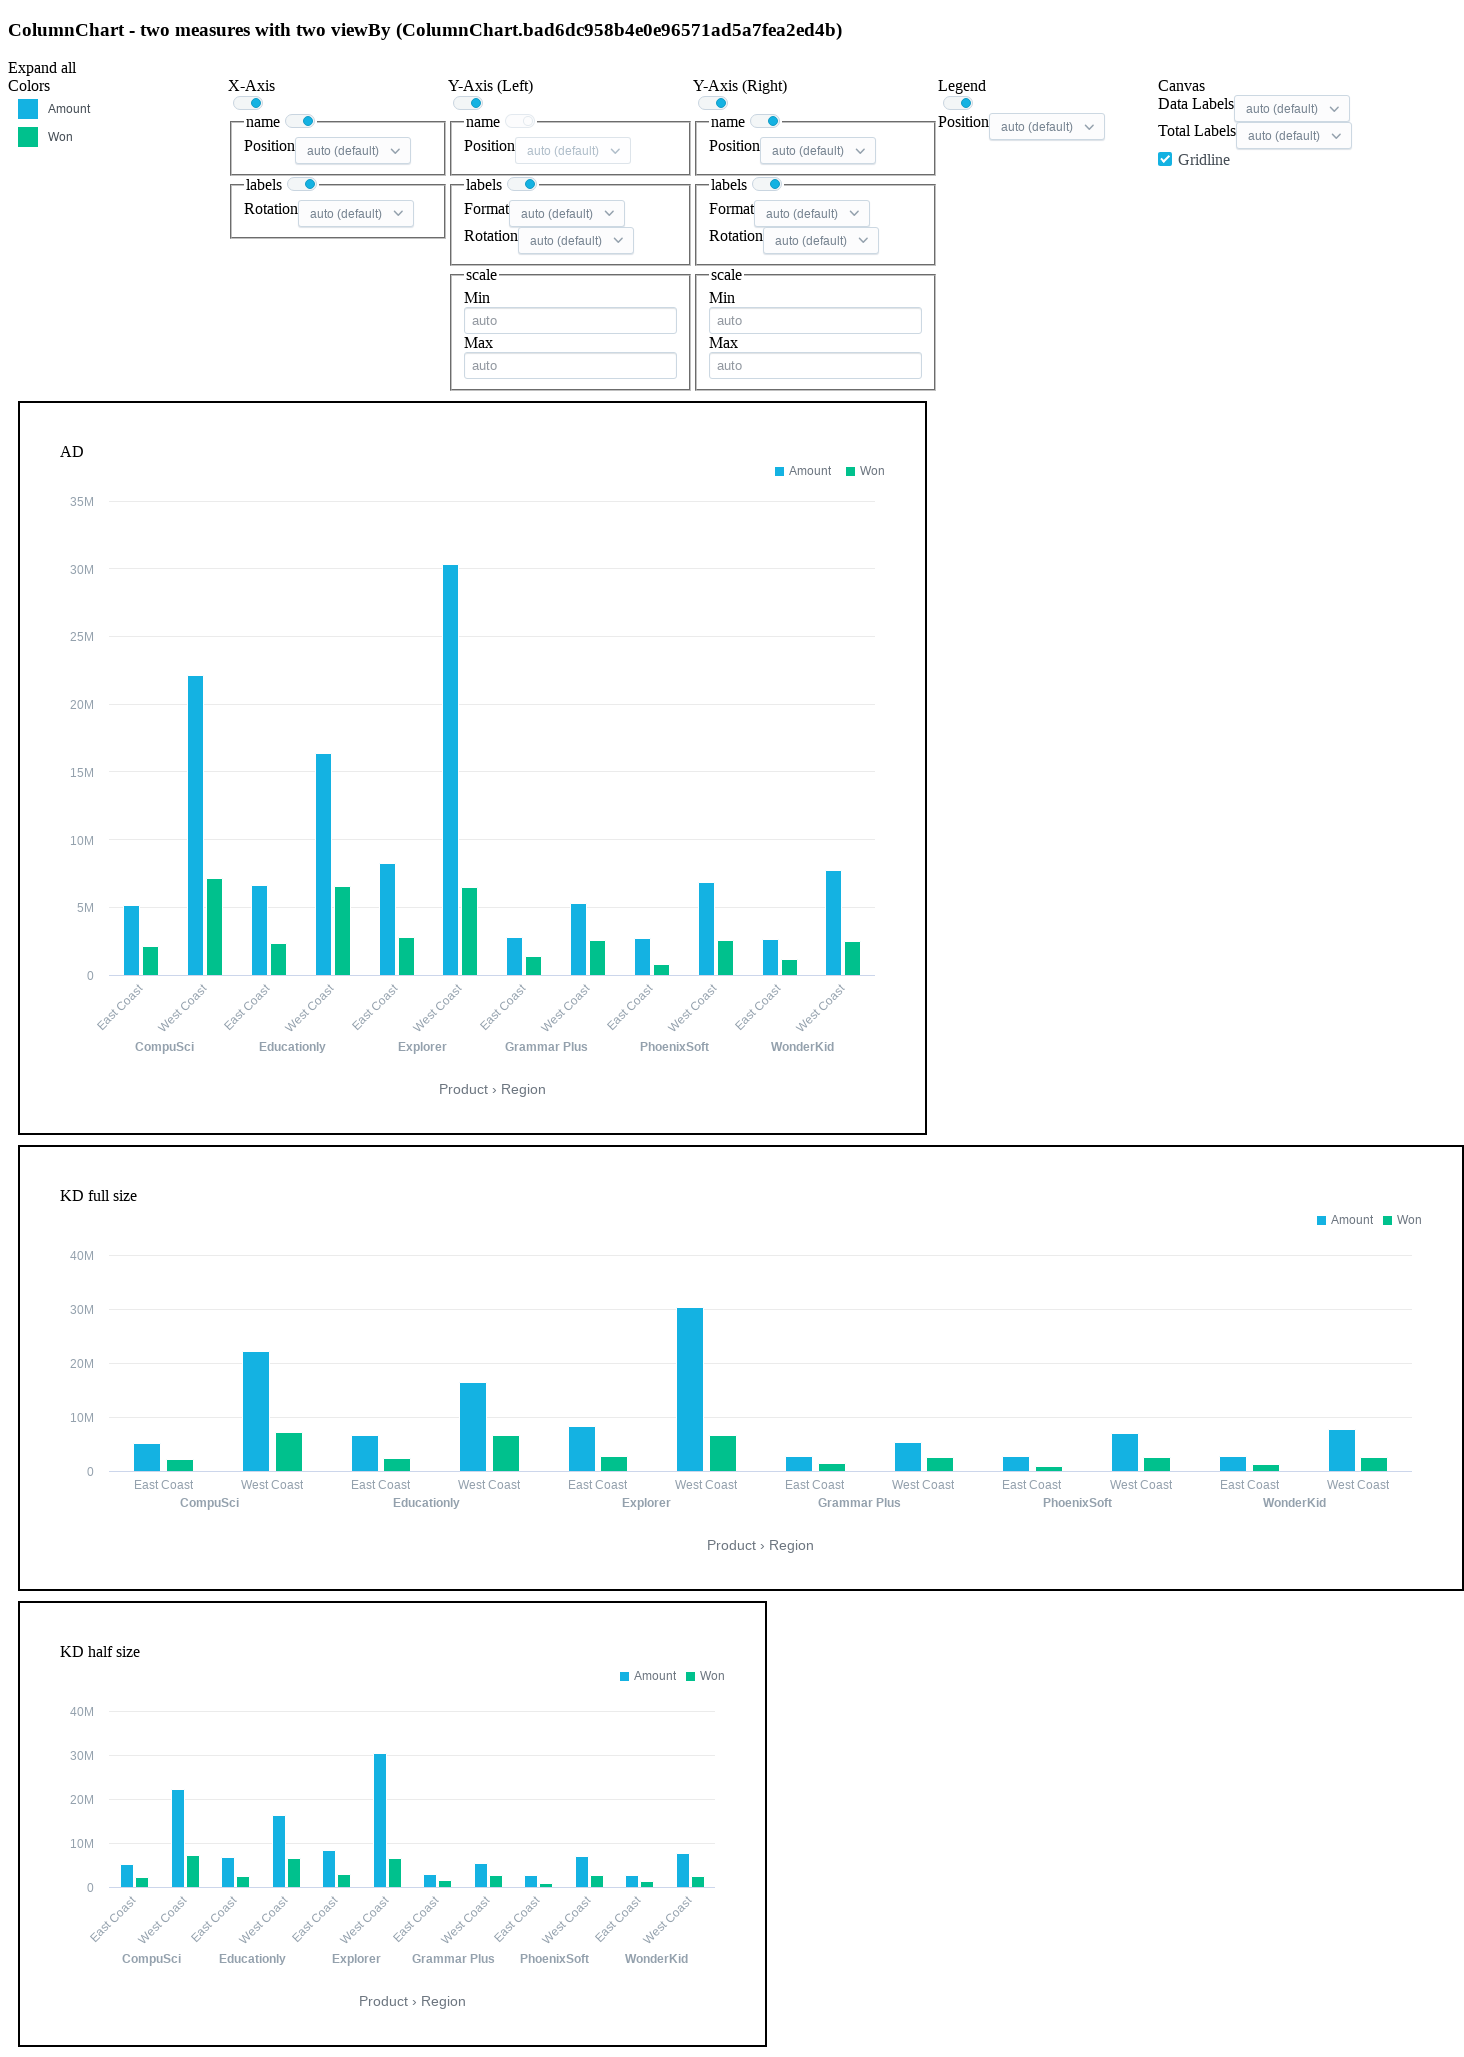 ColumnChart - two measures with two viewBy (ColumnChart.bad6dc958b4e0e96571ad5a7fea2ed4b)
Expand all
Colors
Amount
Won
X-Axis
name
Position auto (default)
labels
Rotation auto (default)
Y-Axis (Left)
name
Position auto (default)
labels
Format auto (default)
Rotation auto (default)
scale
Min
auto
Max
auto
Y-Axis (Right)
name
Position auto (default)
labels
Format auto (default)
Rotation auto (default)
scale
Min
auto
Max
auto
Legend
Position auto (default)
Canvas
Data Labels auto (default)
Total Labels auto (default)
Gridline
AD
Amount Won
35M
30M
25M
20M
15M
10M
5M
0
East Coast West Coast East Coast West Coast East Coast West Coast East Coast West Coast East Coast West Coast East Coast West Coast
CompuSci Educationly Explorer Grammar Plus PhoenixSoft WonderKid
Product › Region
KD full size
Amount Won
40M
30M
20M
10M
0
East Coast West Coast East Coast West Coast East Coast West Coast East Coast West Coast East Coast West Coast East Coast West Coast
CompuSci Educationly Explorer Grammar Plus PhoenixSoft WonderKid
Product › Region
KD half size
Amount Won
40M
30M
20M
10M
0
East Coast West Coast East Coast West Coast East Coast West Coast East Coast West Coast East Coast West Coast East Coast West Coast
CompuSci Educationly Explorer Grammar Plus PhoenixSoft WonderKid
Product › Region